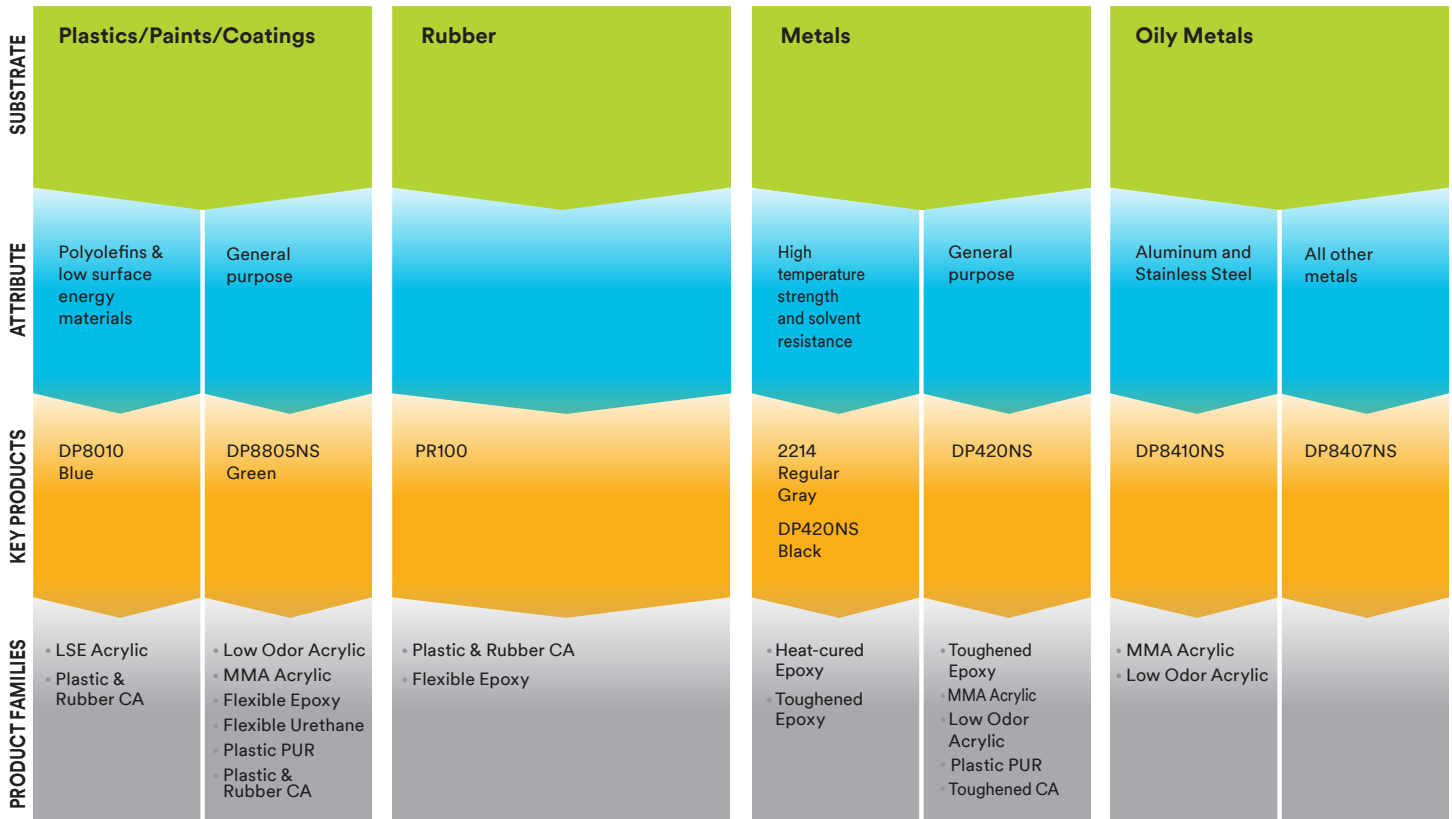 SUBSTRATE
Plastics/Paints/Coatings
Rubber
Metals
Oily Metals
ATTRIBUTE
Polyolefins &
low surface
energy
materials
General
purpose
High
temperature
strength
and solvent
resistance
General
purpose
Aluminum and
Stainless Steel
All other
metals
KEY PRODUCTS
DP8010
Blue
DP8805NS
Green
PR100
2214
Regular
Gray
DP420NS
Black
DP420NS
DP8410NS
DP8407NS
PRODUCT FAMILIES
• LSE Acrylic
• Plastic &
Rubber CA
• Low Odor Acrylic
• MMA Acrylic
• Flexible Epoxy
• Flexible Urethane
• Plastic PUR
• Plastic &
Rubber CA
• Plastic & Rubber CA
• Flexible Epoxy
• Heat-cured
Epoxy
• Toughened
Epoxy
• Toughened
Epoxy
• MMA Acrylic
• Low Odor
Acrylic
• Plastic PUR
• Toughened CA
• MMA Acrylic
• Low Odor Acrylic